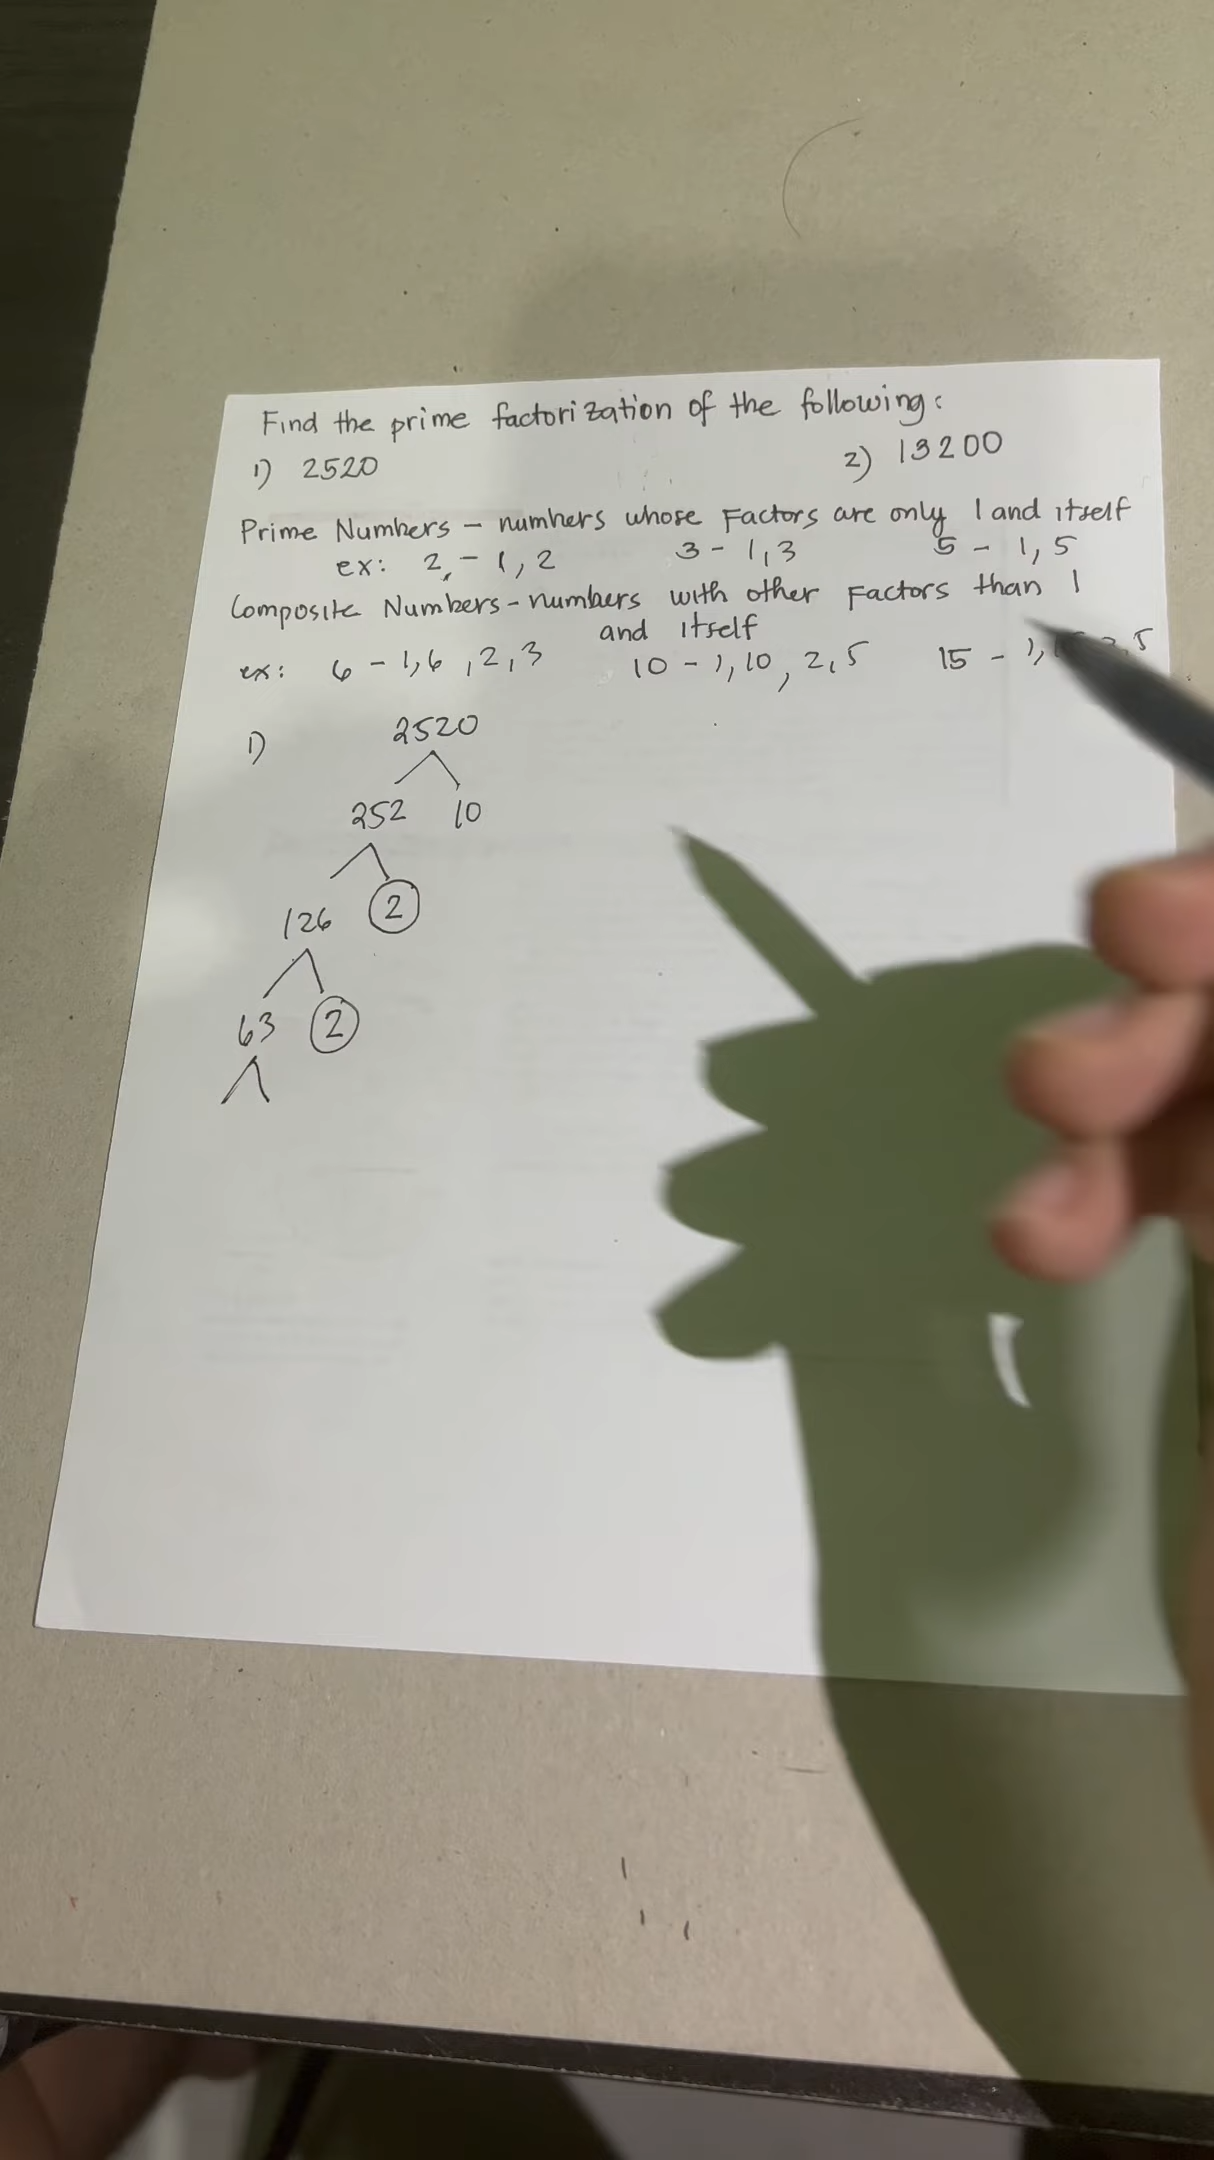 Find the prime factorization of the following:
1) 2520 2) 13200
Prime Numbers - numbers whose Factors are only 1 and itself
ex: 2 - 1, 2 3 - 1, 3 5 - 1, 5
Composite Numbers - numbers with other Factors than 1
and itself
ex: 6 - 1, 6, 2, 3 10 - 1, 10, 2, 5 15 - 1, 5
1) 2520
252 10
126 2
63 2